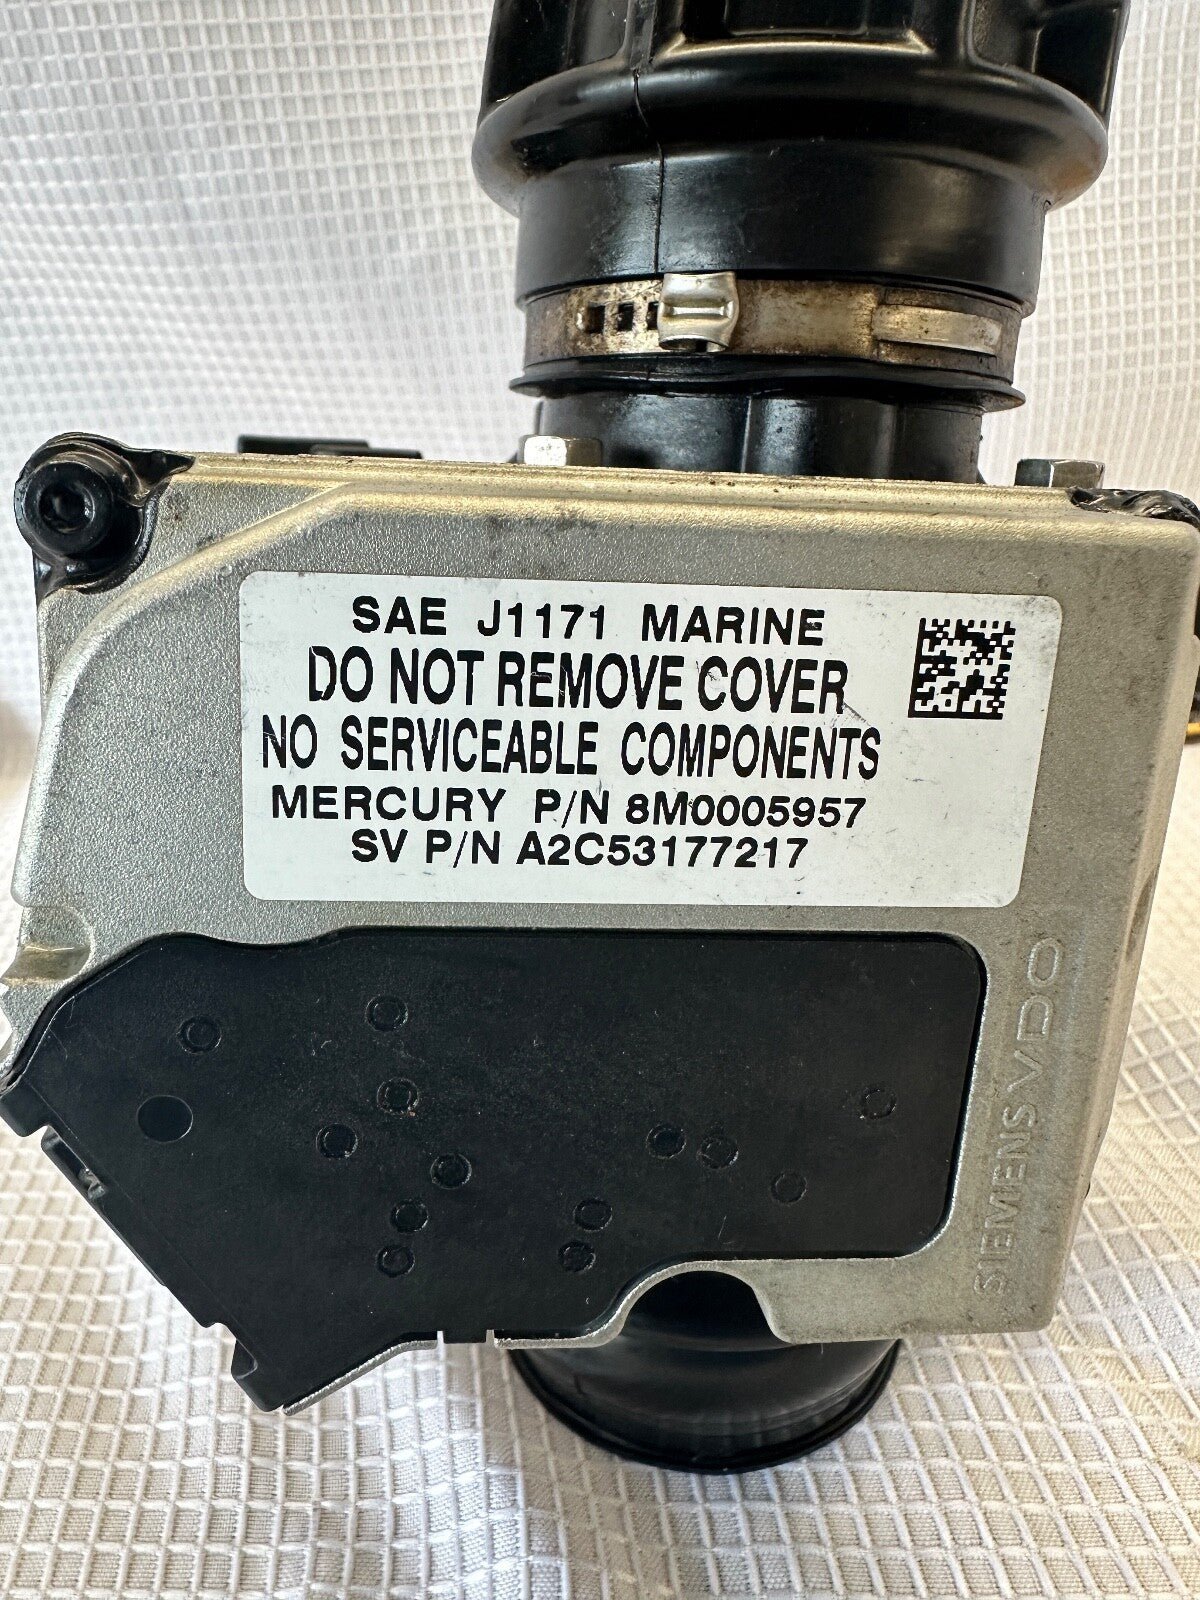 SAE J1171 MARINE
DO NOT REMOVE COVER
NO SERVICEABLE COMPONENTS
MERCURY P/N 8M0005957
SV P/N A2C53177217
SIEMENS VDO